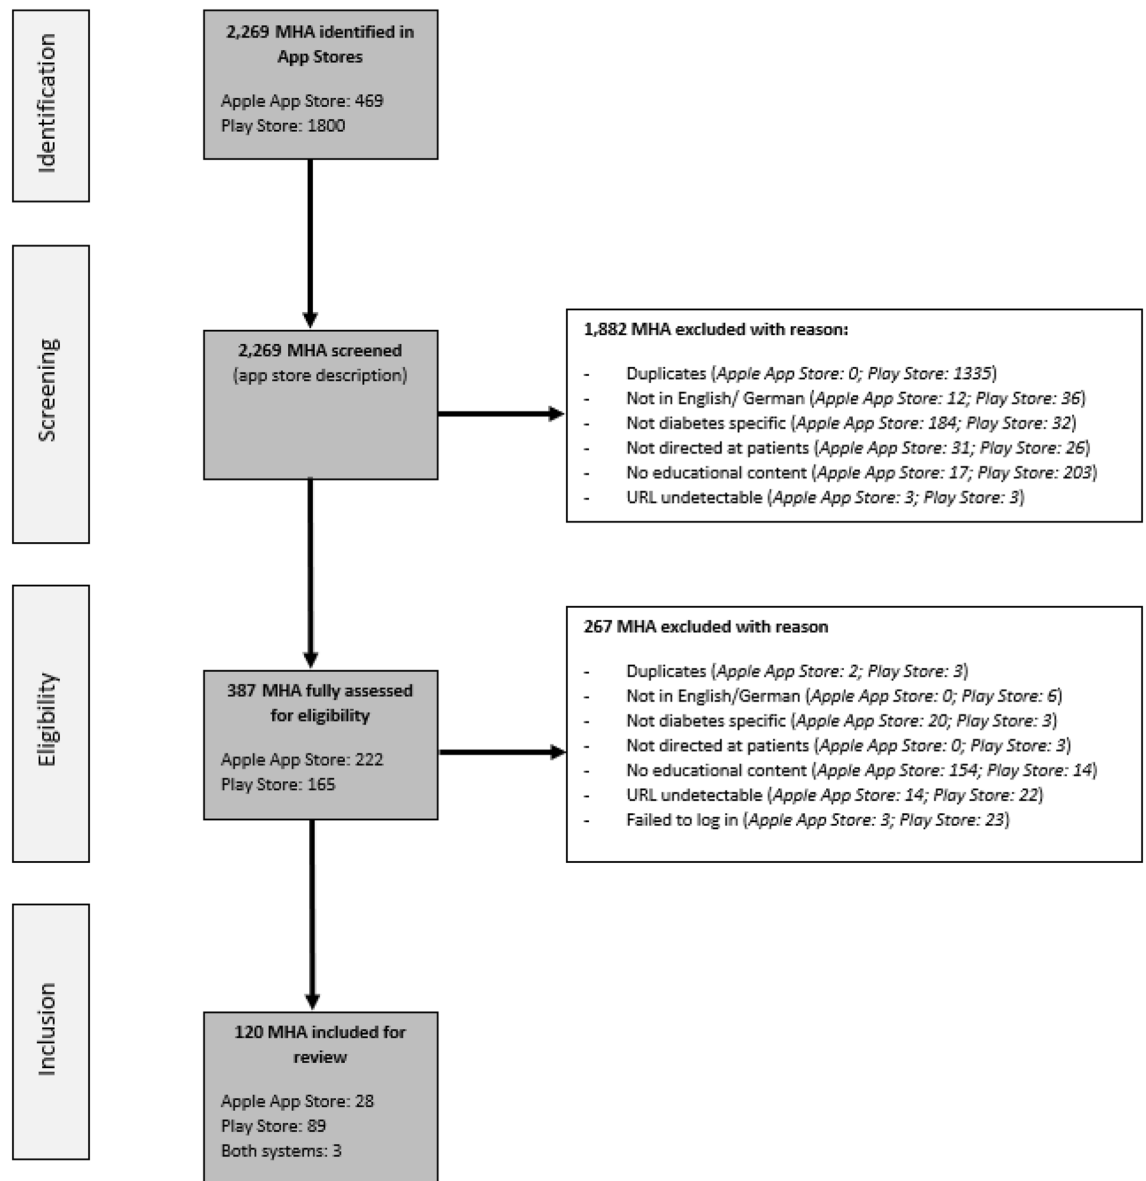 Identification
2,269 MHA identified in
App Stores
Apple App Store: 469
Play Store: 1800
Screening
2,269 MHA screened
(app store description)
1,882 MHA excluded with reason:
- Duplicates (Apple App Store: 0; Play Store: 1335)
- Not in English/ German (Apple App Store: 12; Play Store: 36)
- Not diabetes specific (Apple App Store: 184; Play Store: 32)
- Not directed at patients (Apple App Store: 31; Play Store: 26)
- No educational content (Apple App Store: 17; Play Store: 203)
- URL undetectable (Apple App Store: 3; Play Store: 3)
Eligibility
387 MHA fully assessed
for eligibility
Apple App Store: 222
Play Store: 165
267 MHA excluded with reason
- Duplicates (Apple App Store: 2; Play Store: 3)
- Not in English/German (Apple App Store: 0; Play Store: 6)
- Not diabetes specific (Apple App Store: 20; Play Store: 3)
- Not directed at patients (Apple App Store: 0; Play Store: 3)
- No educational content (Apple App Store: 154; Play Store: 14)
- URL undetectable (Apple App Store: 14; Play Store: 22)
- Failed to log in (Apple App Store: 3; Play Store: 23)
Inclusion
120 MHA included for
review
Apple App Store: 28
Play Store: 89
Both systems: 3